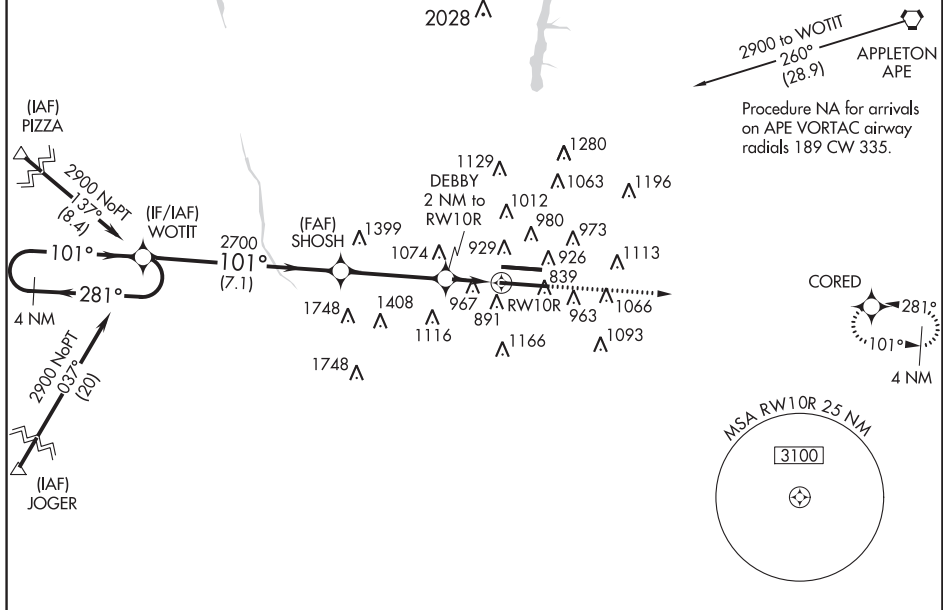 2028
2900 to WOTIT
260°
(28.9)
APPLETON
APE
Procedure NA for arrivals
on APE VORTAC airway
radials 189 CW 335.
(IAF)
PIZZA
2900 NoPT
137°
(8.4)
(IF/IAF)
WOTIT
101°
281°
4 NM
2700
101°
(7.1)
(FAF)
SHOSH
1399
1748
1408
1748
1074
1116
DEBBY
2 NM to
RW10R
1129
1280
1063
1196
1012
980
973
929
926
1113
839
967
RW10R
891
963
1066
1166
1093
2900 NoPT
037°
(20)
(IAF)
JOGER
CORED
281°
101°
4 NM
MSA RW10R 25 NM
3100